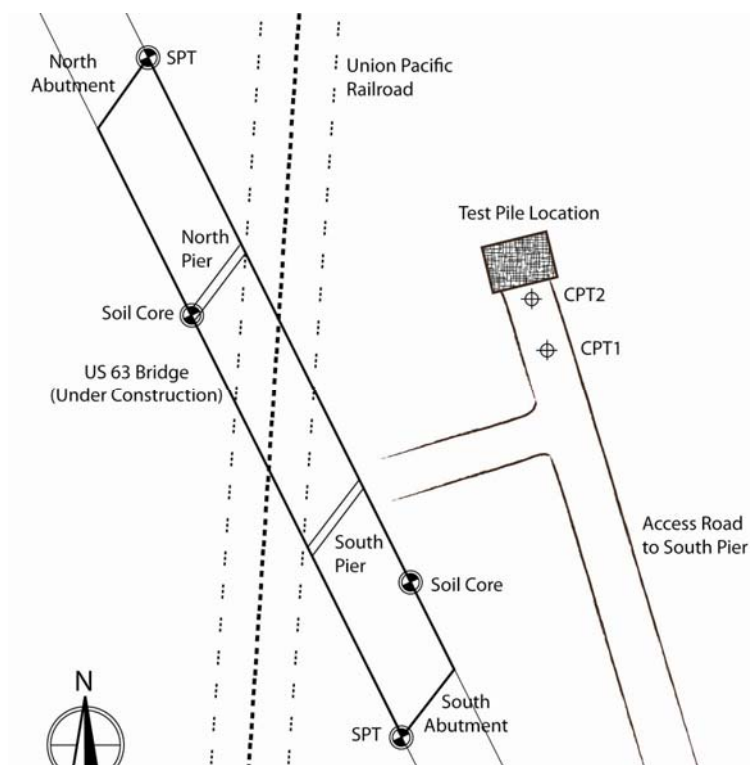 North
Abutment
SPT
Union Pacific
Railroad
Test Pile Location
North
Pier
CPT2
Soil Core
CPT1
US 63 Bridge
(Under Construction)
Access Road
to South Pier
South
Pier
Soil Core
N
South
Abutment
SPT